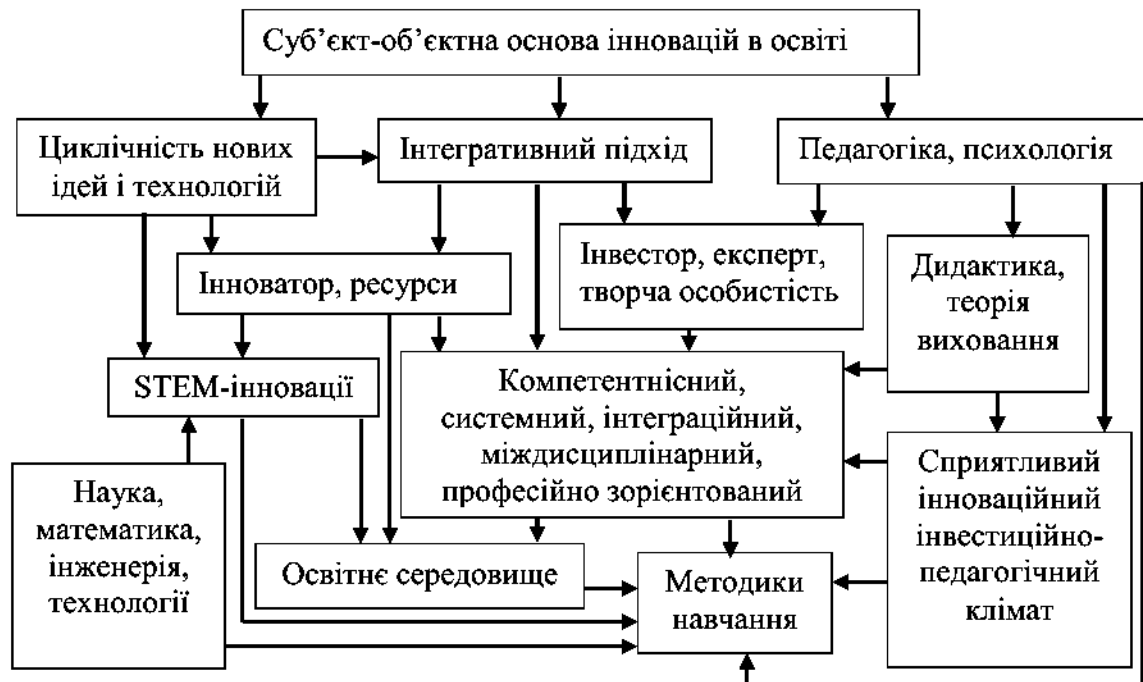 Суб’єкт-об’єктна основа інновацій в освіті
Циклічність нових
ідей і технологій
Інтегративний підхід
Педагогіка, психологія
Інноватор, ресурси
Інвестор, експерт,
творча особистість
Дидактика,
теорія
виховання
STEM-інновації
Компетентнісний,
системний, інтеграційний,
міждисциплінарний,
професійно зорієнтований
Наука,
математика,
інженерія,
технології
Сприятливий
інноваційний
інвестиційно-
педагогічний
клімат
Освітнє середовище
Методики
навчання